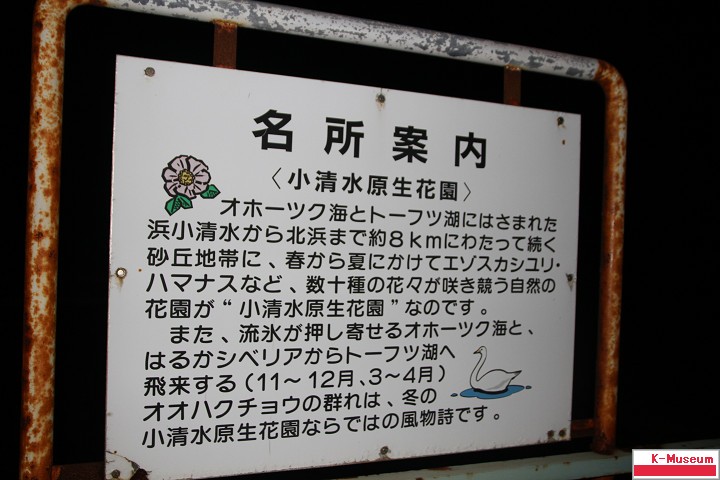 名所案内
〈小清水原生花園〉
オホーツク海とトーフツ湖にはさまれた
浜小清水から北浜まで約8kmにわたって続く
砂丘地帯に、春から夏にかけてエゾスカシユリ・
ハマナスなど、数十種の花々が咲き競う自然の
花園が“小清水原生花園”なのです。
また、流氷が押し寄せるオホーツク海と、
はるかシベリアからトーフツ湖へ
飛来する(11～12月、3～4月)
オオハクチョウの群れは、冬の
小清水原生花園ならではの風物詩です。
K-Museum